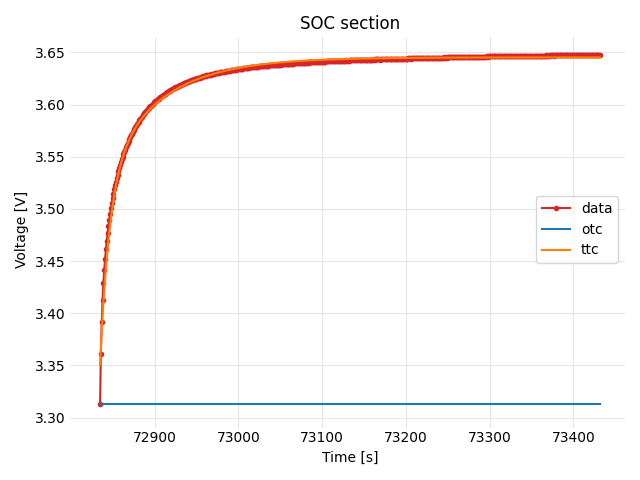 SOC section
Voltage [V]
3.65
3.60
3.55
3.50
3.45
3.40
3.35
3.30
data
otc
ttc
72900 73000 73100 73200 73300 73400
Time [s]